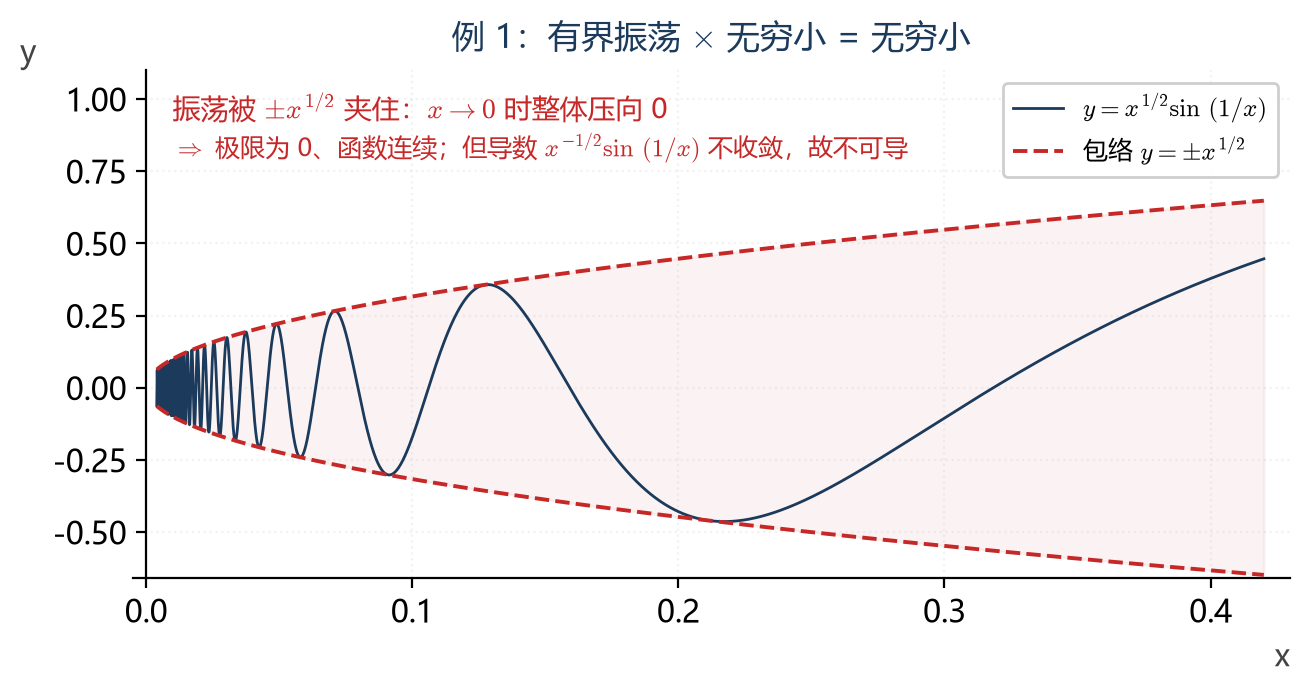 例 1：有界振荡 × 无穷小 = 无穷小
y
振荡被 ±x^{1/2} 夹住：x → 0 时整体压向 0
⇒ 极限为 0、函数连续；但导数 x^{-1/2}sin (1/x) 不收敛，故不可导
y = x^{1/2}sin (1/x)
包络 y = ±x^{1/2}
1.00
0.75
0.50
0.25
0.00
-0.25
-0.50
0.0 0.1 0.2 0.3 0.4
x